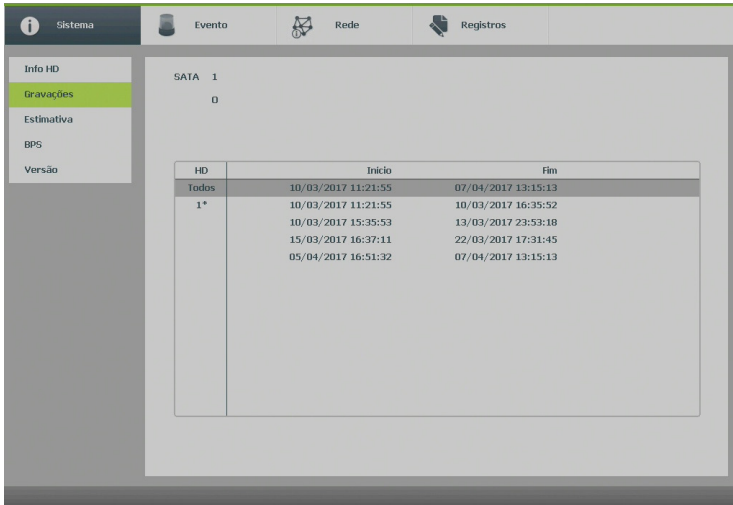 Sistema Evento Rede Registros
Info HD
Gravações
Estimativa
BPS
Versão
SATA 1
0
HD Inicio Fim
Todos 10/03/2017 11:21:55 07/04/2017 13:15:13
1* 10/03/2017 11:21:55 10/03/2017 16:35:52
10/03/2017 15:35:53 13/03/2017 23:53:18
15/03/2017 16:37:11 22/03/2017 17:31:45
05/04/2017 16:51:32 07/04/2017 13:15:13